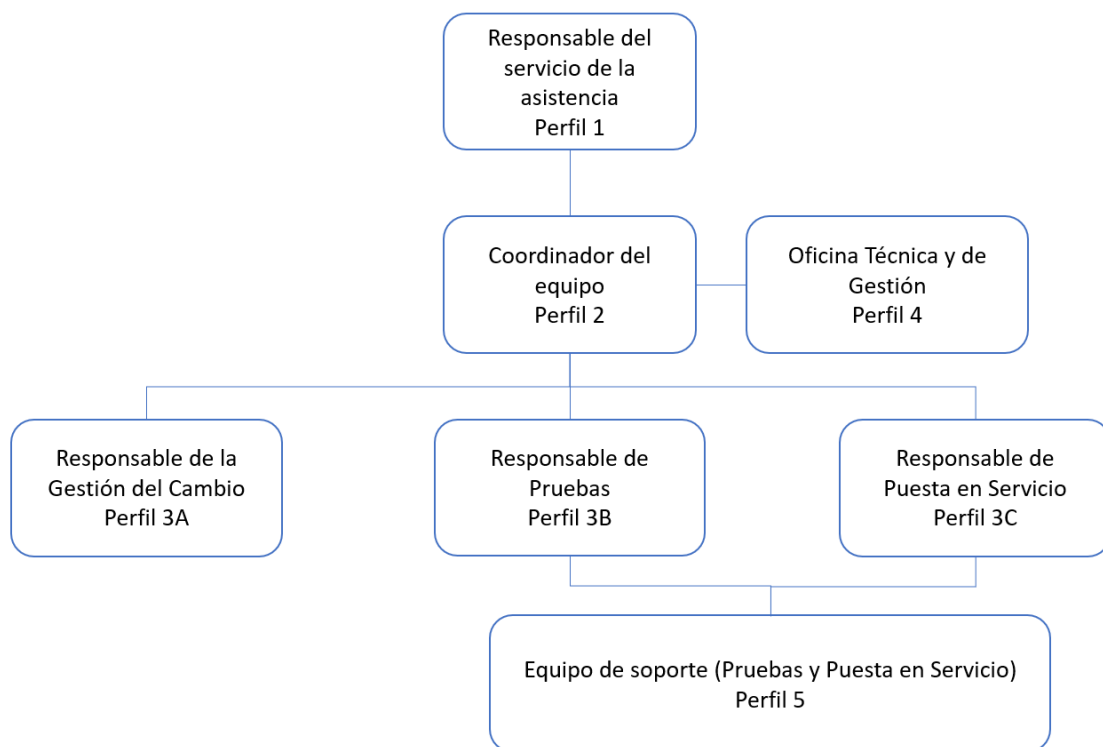 Responsable del
servicio de la
asistencia
Perfil 1
Coordinador del
equipo
Perfil 2
Oficina Técnica y de
Gestión
Perfil 4
Responsable de la
Gestión del Cambio
Perfil 3A
Responsable de
Pruebas
Perfil 3B
Responsable de
Puesta en Servicio
Perfil 3C
Equipo de soporte (Pruebas y Puesta en Servicio)
Perfil 5